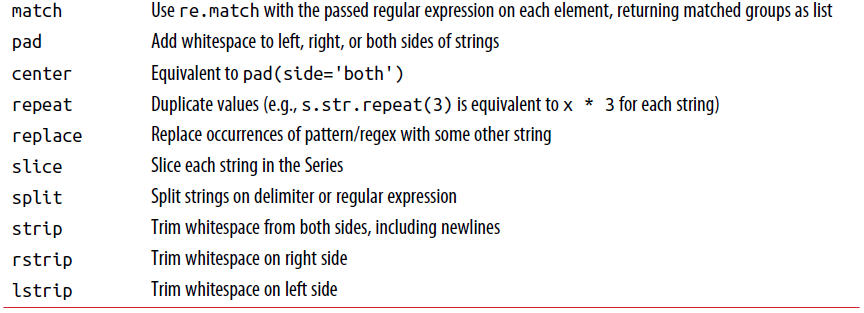 match Use re.match with the passed regular expression on each element, returning matched groups as list
pad Add whitespace to left, right, or both sides of strings
center Equivalent to pad(side='both')
repeat Duplicate values (e.g., s.str.repeat(3) is equivalent to x * 3 for each string)
replace Replace occurrences of pattern/regex with some other string
slice Slice each string in the Series
split Split strings on delimiter or regular expression
strip Trim whitespace from both sides, including newlines
rstrip Trim whitespace on right side
lstrip Trim whitespace on left side